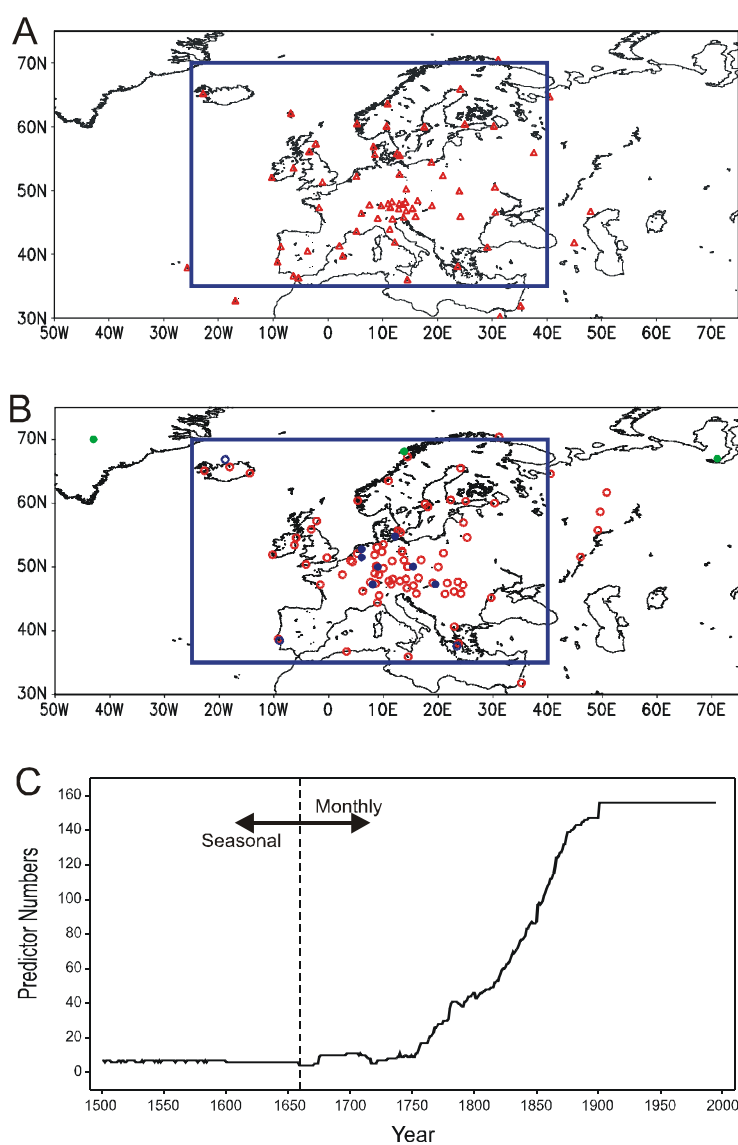 A
70N
60N
50N
40N
30N
50W 40W 30W 20W 10W 0 10E 20E 30E 40E 50E 60E 70E
B
70N
60N
50N
40N
30N
50W 40W 30W 20W 10W 0 10E 20E 30E 40E 50E 60E 70E
C
160
140
120
100
80
60
40
20
0
Predictor Numbers
Monthly
Seasonal
1500 1550 1600 1650 1700 1750 1800 1850 1900 1950 2000
Year